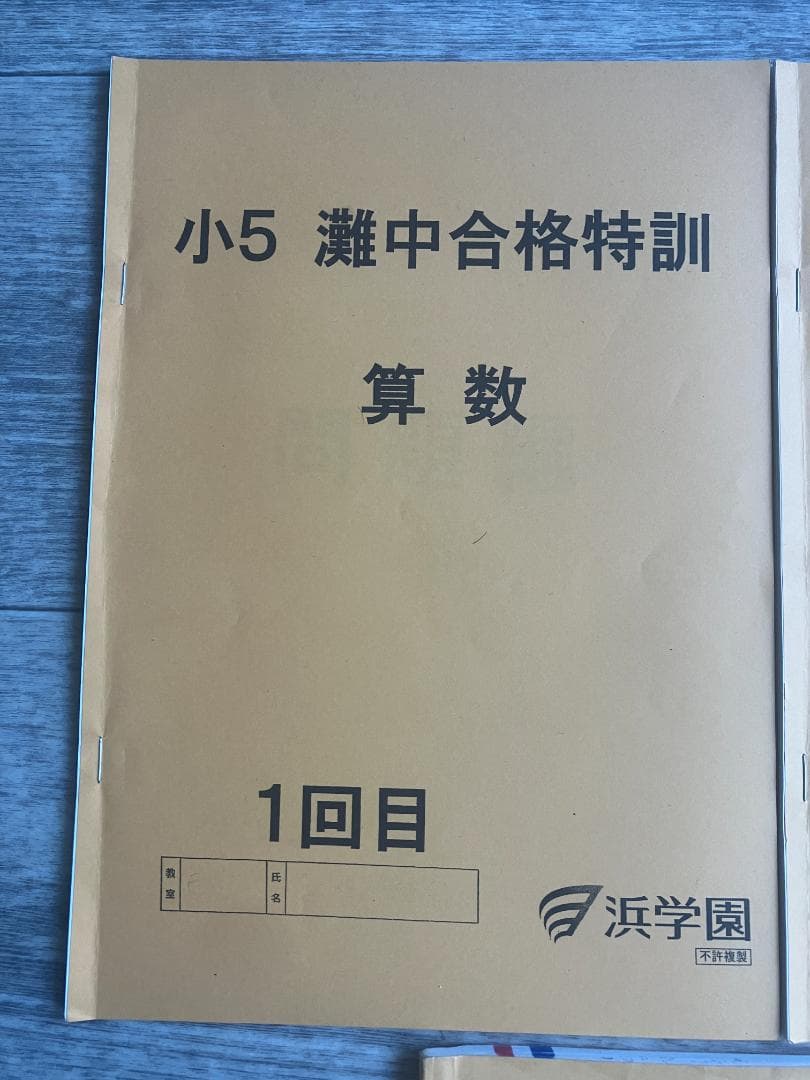 小5 灘中合格特訓
算数
1回目
教室 氏名
浜学園
不許複製